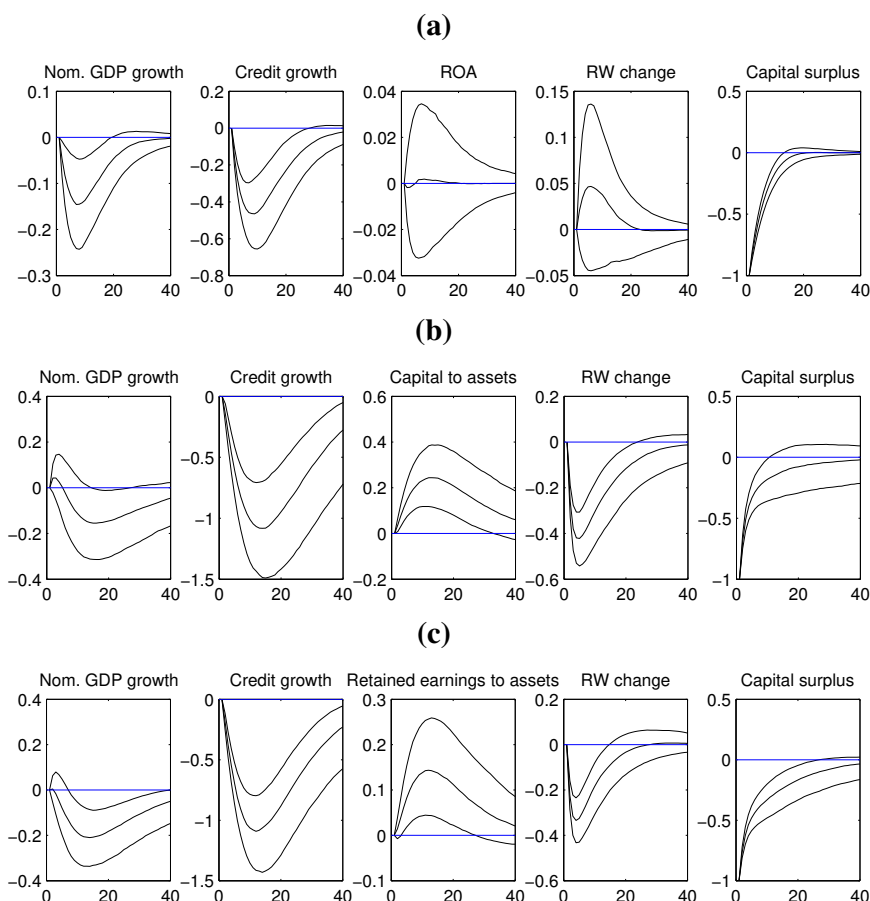 (a)
Nom. GDP growth Credit growth ROA RW change Capital surplus
0.1 0.2 0.04 0.15 0.5
0 0 0.02 0.1 0
−0.1 −0.2 0 0.05 −0.5
−0.2 −0.4 0.02 0 −1
−0.3 −0.6 0.04 0.05
−0.8
0 20 40 0 20 40 0 20 40 0 20 40 0 20 40
(b)
Nom. GDP growth Credit growth Capital to assets RW change Capital surplus
0.4 0 0.6 0.2 0.5
0.2 −0.5 0.4 0 0
0 −1 0.2 −0.2 −0.5
−0.2 −1.5 0 −0.4 −1
−0.4 −0.2 −0.6
0 20 40 0 20 40 0 20 40 0 20 40 0 20 40
(c)
Nom. GDP growth Credit growth Retained earnings to assets RW change Capital surplus
0.4 0 0.3 0.2 0.5
0.2 −0.5 0.2 0 0
0 −1 0.1 −0.2 −0.5
−0.2 −1.5 0 −0.4 −1
−0.4 −0.1 −0.6
0 20 40 0 20 40 0 20 40 0 20 40 0 20 40